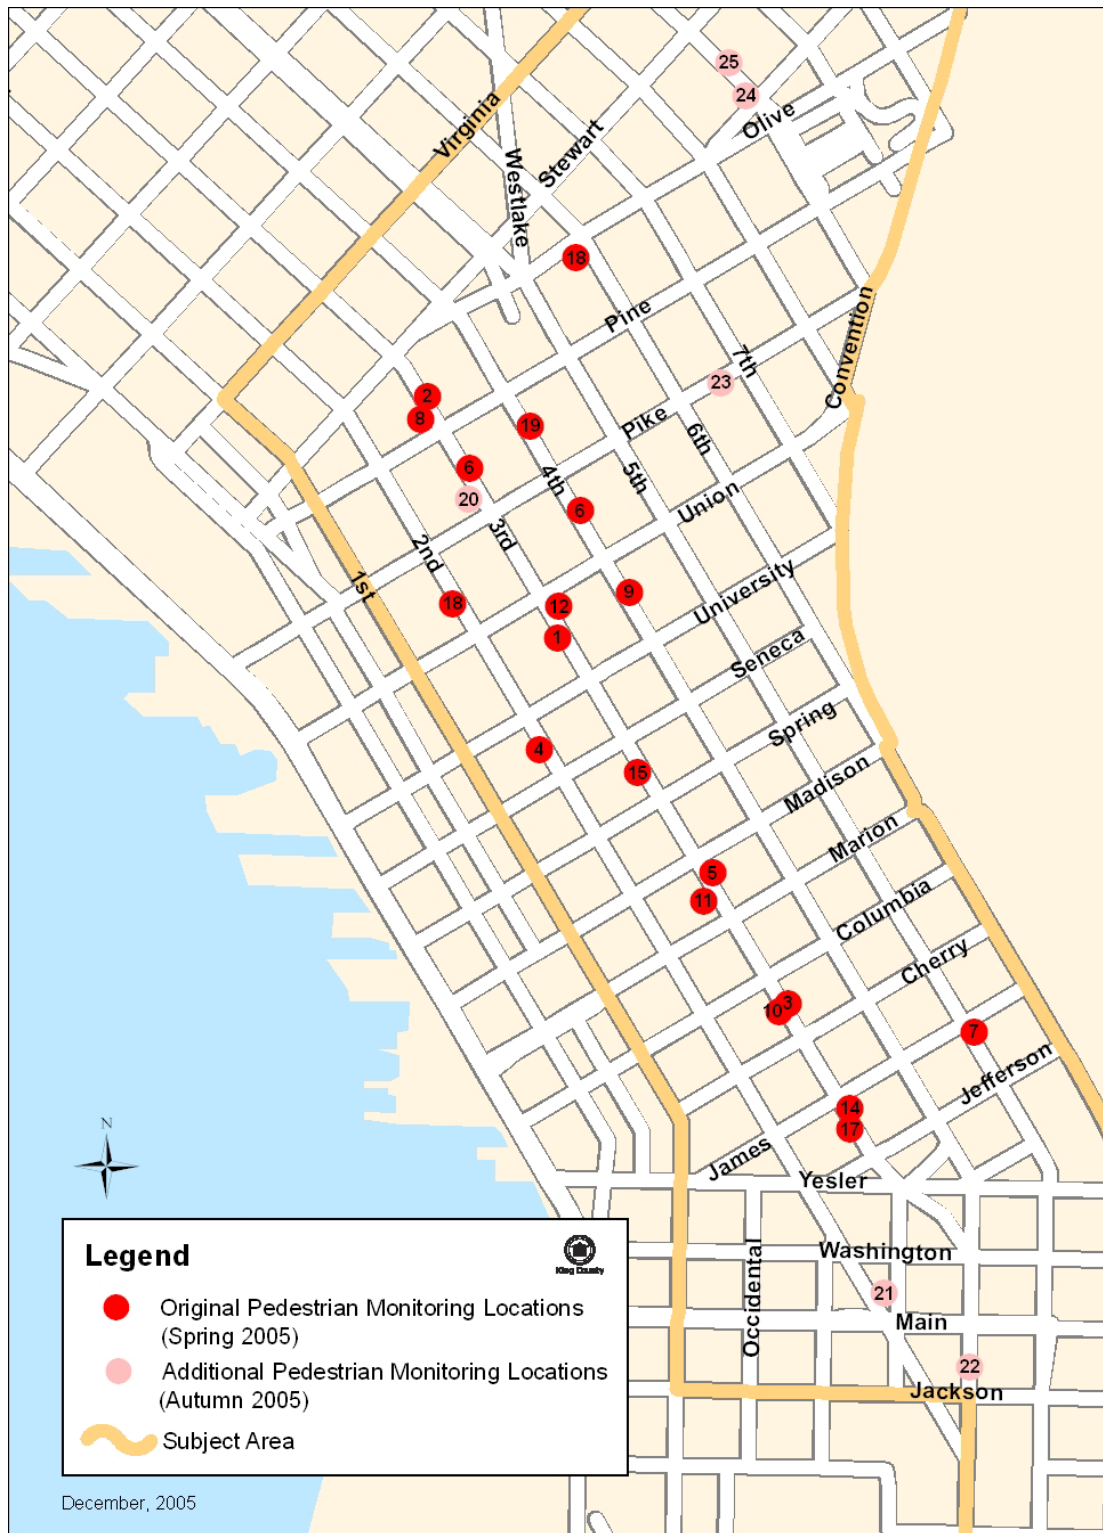 25
24
Olive
Virginia
Stewart
Westlake
18
Pine
Convention
7th
23
2
8
19
Pike
6th
6
20
4th
5th
3rd
6
Union
2nd
1st
18
12
9
University
1
Seneca
4
15
Spring
Madison
Marion
5
11
Columbia
Cherry
3
10
7
Jefferson
14
17
James
Yesler
N
Washington
Occidental
21
Main
22
Jackson
Legend
King County
Original Pedestrian Monitoring Locations
(Spring 2005)
Additional Pedestrian Monitoring Locations
(Autumn 2005)
Subject Area
December, 2005